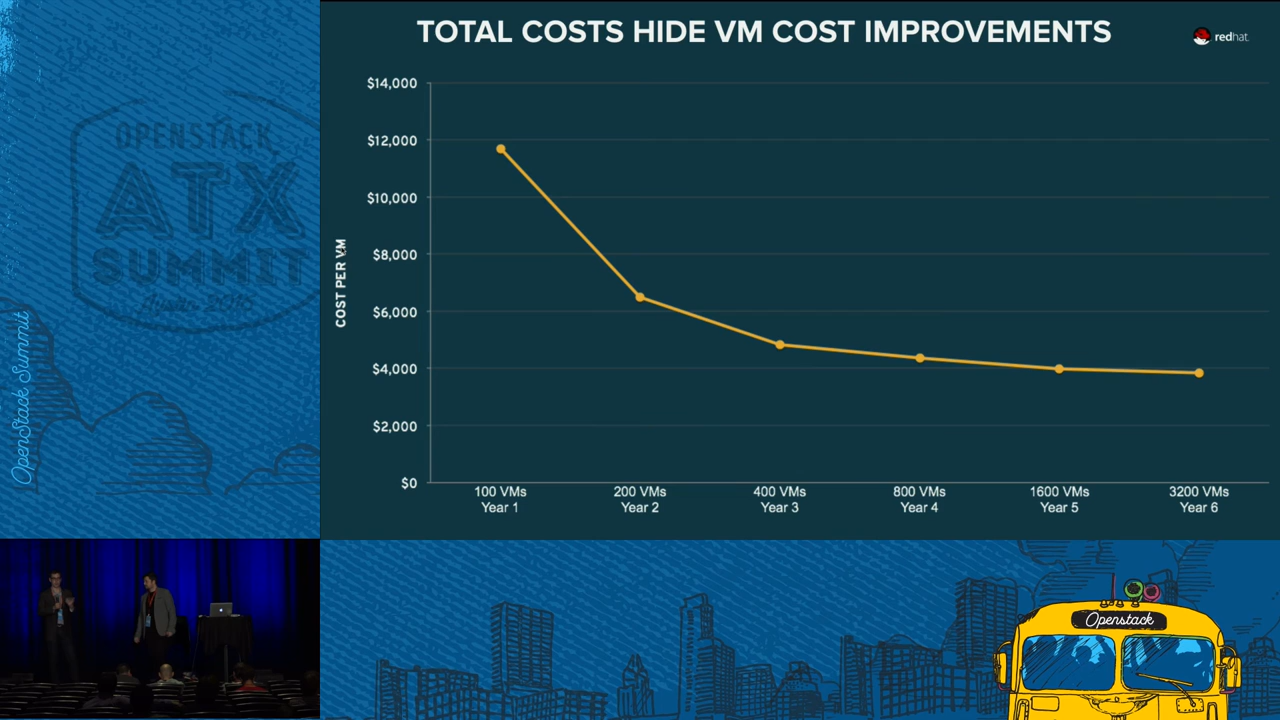 TOTAL COSTS HIDE VM COST IMPROVEMENTS
redhat.
OPENSTACK
ATX
SUMMIT
Austin 2016
OpenStack Summit
COST PER VM
$14,000
$12,000
$10,000
$8,000
$6,000
$4,000
$2,000
$0
100 VMs
Year 1
200 VMs
Year 2
400 VMs
Year 3
800 VMs
Year 4
1600 VMs
Year 5
3200 VMs
Year 6
Openstack